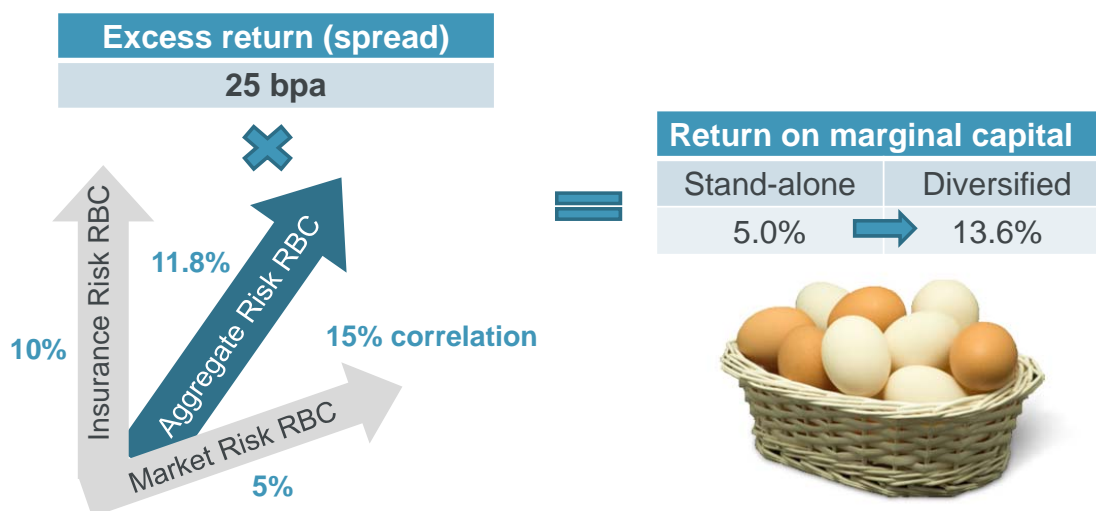 Excess return (spread)
25 bpa
Insurance Risk RBC
10%
11.8%
Aggregate Risk RBC
15% correlation
Market Risk RBC
5%
Return on marginal capital
Stand-alone Diversified
5.0% 13.6%